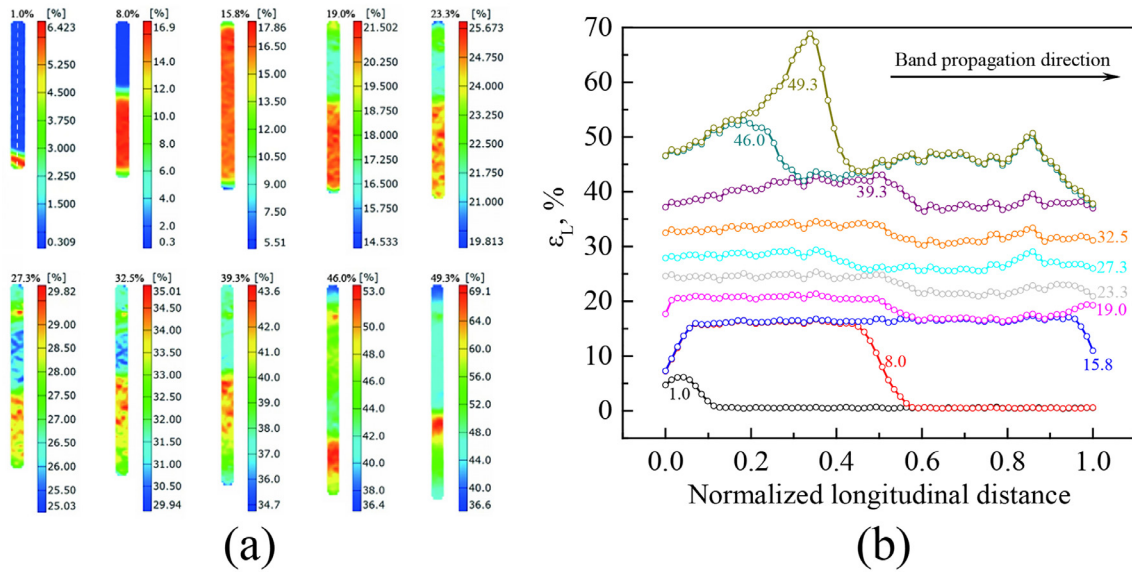 1.0% [%] 8.0% [%] 15.8% [%] 19.0% [%] 23.3% [%]
6.423 16.9 17.86 21.502 25.673
6.000 16.0 16.50 20.250 24.750
5.250 14.0 15.00 19.500 24.000
4.500 12.0 13.50 18.750 23.250
3.750 10.0 12.00 18.000 22.500
3.000 8.0 10.50 17.250 21.750
2.250 6.0 9.00 16.500 21.000
1.500 4.0 7.50 15.750 19.813
0.309 2.0 5.51 14.533
0.3
27.3% [%] 32.5% [%] 39.3% [%] 46.0% [%] 49.3% [%]
29.82 35.01 43.6 53.0 69.1
29.00 34.00 42.0 50.0 64.0
28.50 33.50 41.0 48.0 60.0
28.00 33.00 40.0 46.0 56.0
27.50 32.50 39.0 44.0 52.0
27.00 32.00 38.0 42.0 48.0
26.50 31.50 37.0 40.0 44.0
26.00 31.00 36.0 38.0 40.0
25.50 30.50 34.7 36.4 36.6
25.03 29.94
(a)
70
60
50
40
30
20
10
0
εL, %
Band propagation direction
49.3
46.0
39.3
32.5
27.3
23.3
19.0
15.8
8.0
1.0
0.0 0.2 0.4 0.6 0.8 1.0
Normalized longitudinal distance
(b)